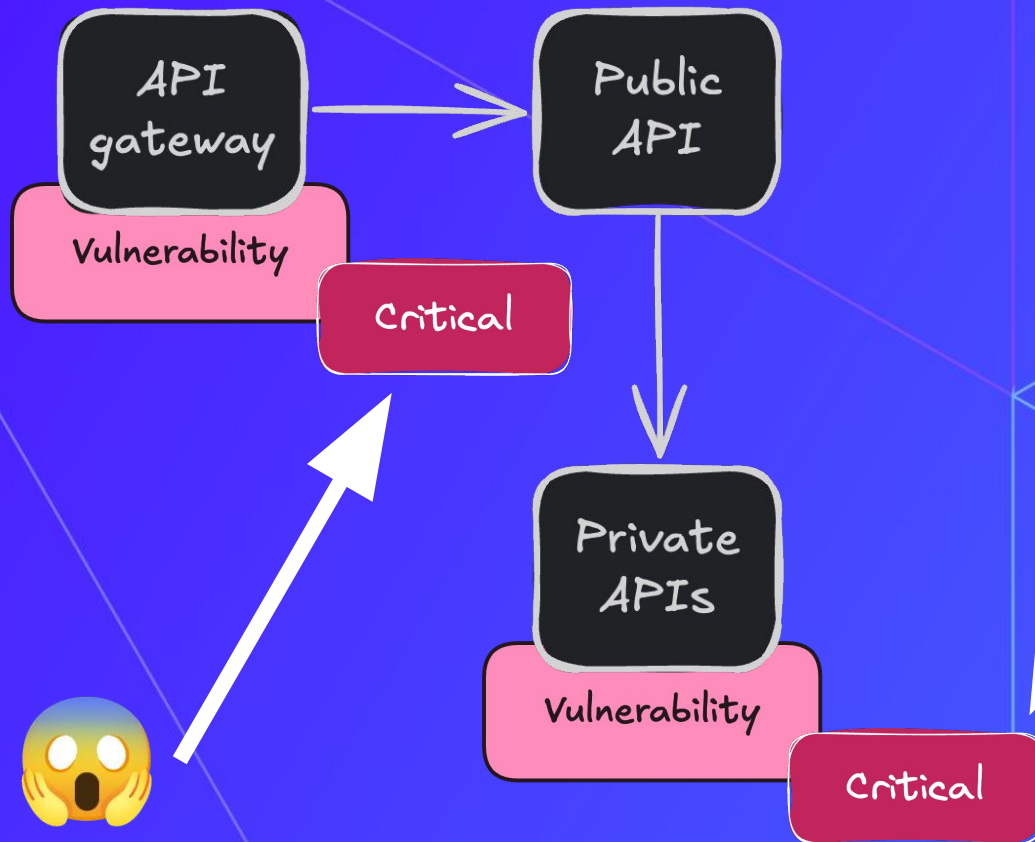 API
gateway
Public
API
Vulnerability
Critical
Private
APIs
Vulnerability
Critical